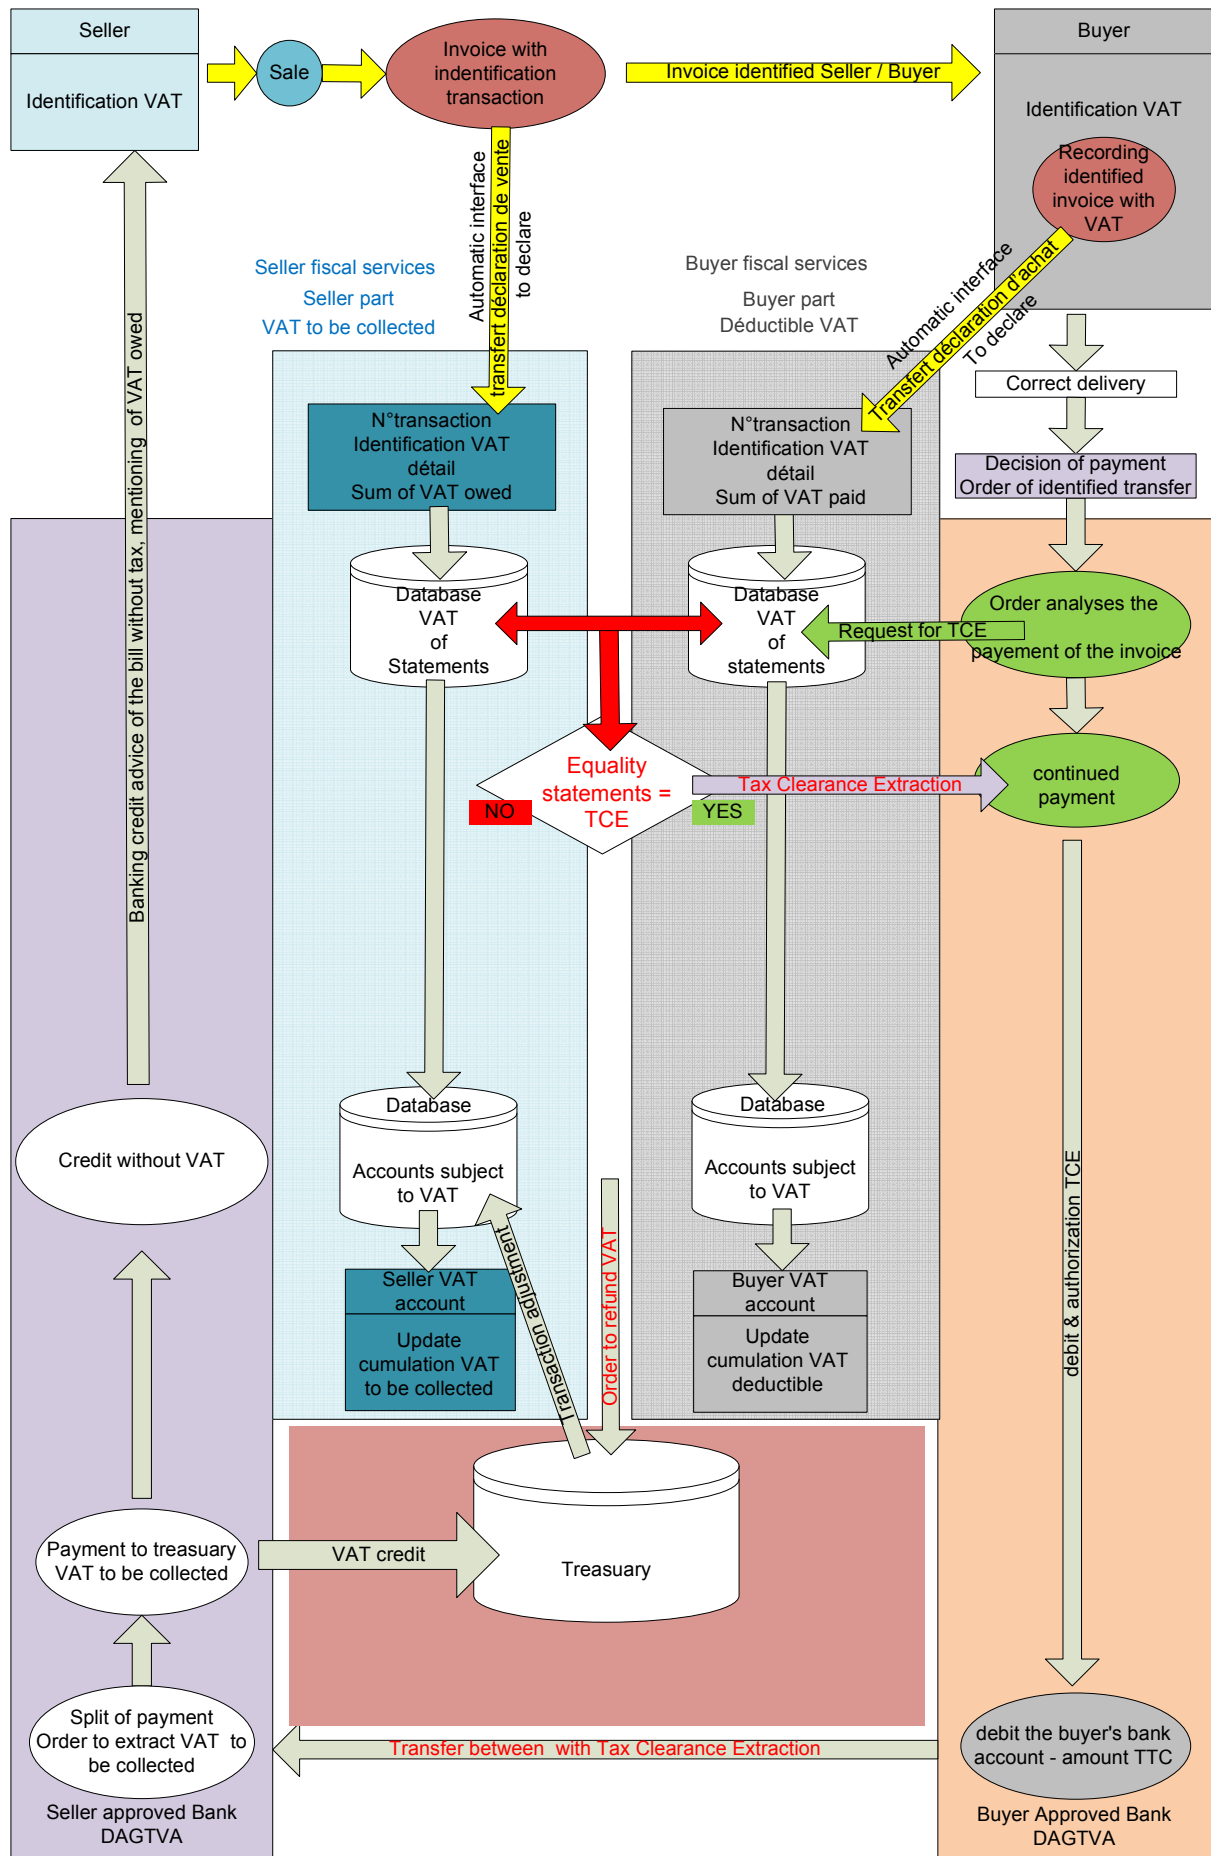 Seller
Identification VAT
Sale
Invoice with
indentification
transaction
Invoice identified Seller / Buyer
Buyer
Identification VAT
Recording
identified
invoice with
VAT
Automatic interface
transfert déclaration de vente
to declare
Automatic interface
Transfert déclaration d'achat
To declare
Seller fiscal services
Seller part
VAT to be collected
Buyer fiscal services
Buyer part
Déductible VAT
Correct delivery
Decision of payment
Order of identified transfer
N°transaction
Identification VAT
détail
Sum of VAT owed
N°transaction
Identification VAT
détail
Sum of VAT paid
Database
VAT
of
Statements
Database
VAT
of
statements
Request for TCE
Order analyses the
payement of the invoice
Equality
statements =
TCE
NO
YES
Tax Clearance Extraction
continued
payment
Banking credit advice of the bill without tax, mentioning of VAT owed
Credit without VAT
Database
Accounts subject
to VAT
Database
Accounts subject
to VAT
Seller VAT
account
Update
cumulation VAT
to be collected
Transaction adjustment
Order to refund VAT
Buyer VAT
account
Update
cumulation VAT
deductible
debit & authorization TCE
Payment to treasuary
VAT to be collected
VAT credit
Treasuary
Split of payment
Order to extract VAT to
be collected
Transfer between with Tax Clearance Extraction
debit the buyer's bank
account - amount TTC
Seller approved Bank
DAGTVA
Buyer Approved Bank
DAGTVA